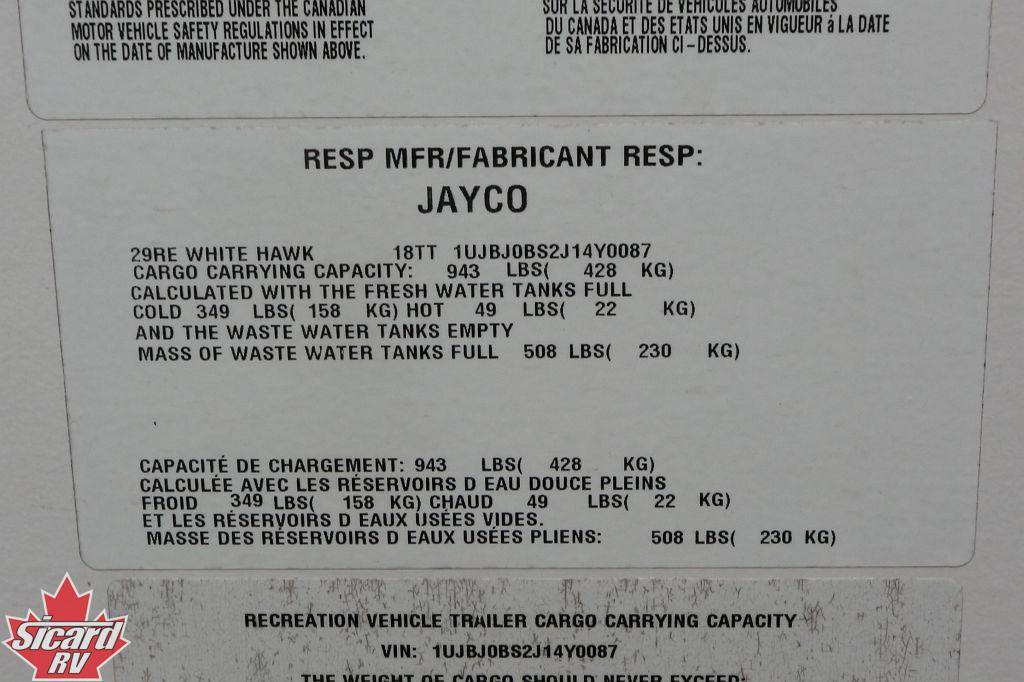 STANDARDS PRESCRIBED UNDER THE CANADIAN
MOTOR VEHICLE SAFETY REGULATIONS IN EFFECT
ON THE DATE OF MANUFACTURE SHOWN ABOVE.
SUR LA SÉCURITÉ DE VÉHICULES AUTOMOBILES
DU CANADA ET DES ETATS UNIS EN VIGUEUR á LA DATE
DE SA FABRICATION CI-DESSUS.
RESP MFR/FABRICANT RESP:
JAYCO
29RE WHITE HAWK 18TT 1UJBJ0BS2J14Y0087
CARGO CARRYING CAPACITY: 943 LBS( 428 KG)
CALCULATED WITH THE FRESH WATER TANKS FULL
COLD 349 LBS( 158 KG) HOT 49 LBS( 22 KG)
AND THE WASTE WATER TANKS EMPTY
MASS OF WASTE WATER TANKS FULL 508 LBS( 230 KG)
CAPACITÉ DE CHARGEMENT: 943 LBS( 428 KG)
CALCULÉE AVEC LES RÉSERVOIRS D EAU DOUCE PLEINS
FROID 349 LBS( 158 KG) CHAUD 49 LBS( 22 KG)
ET LES RÉSERVOIRS D EAUX USÉES VIDES.
MASSE DES RÉSERVOIRS D EAUX USÉES PLIENS: 508 LBS( 230 KG)
RECREATION VEHICLE TRAILER CARGO CARRYING CAPACITY
VIN: 1UJBJ0BS2J14Y0087
THE WEIGHT OF CARGO SHOULD NEVER EXCEED:
Sicard
RV